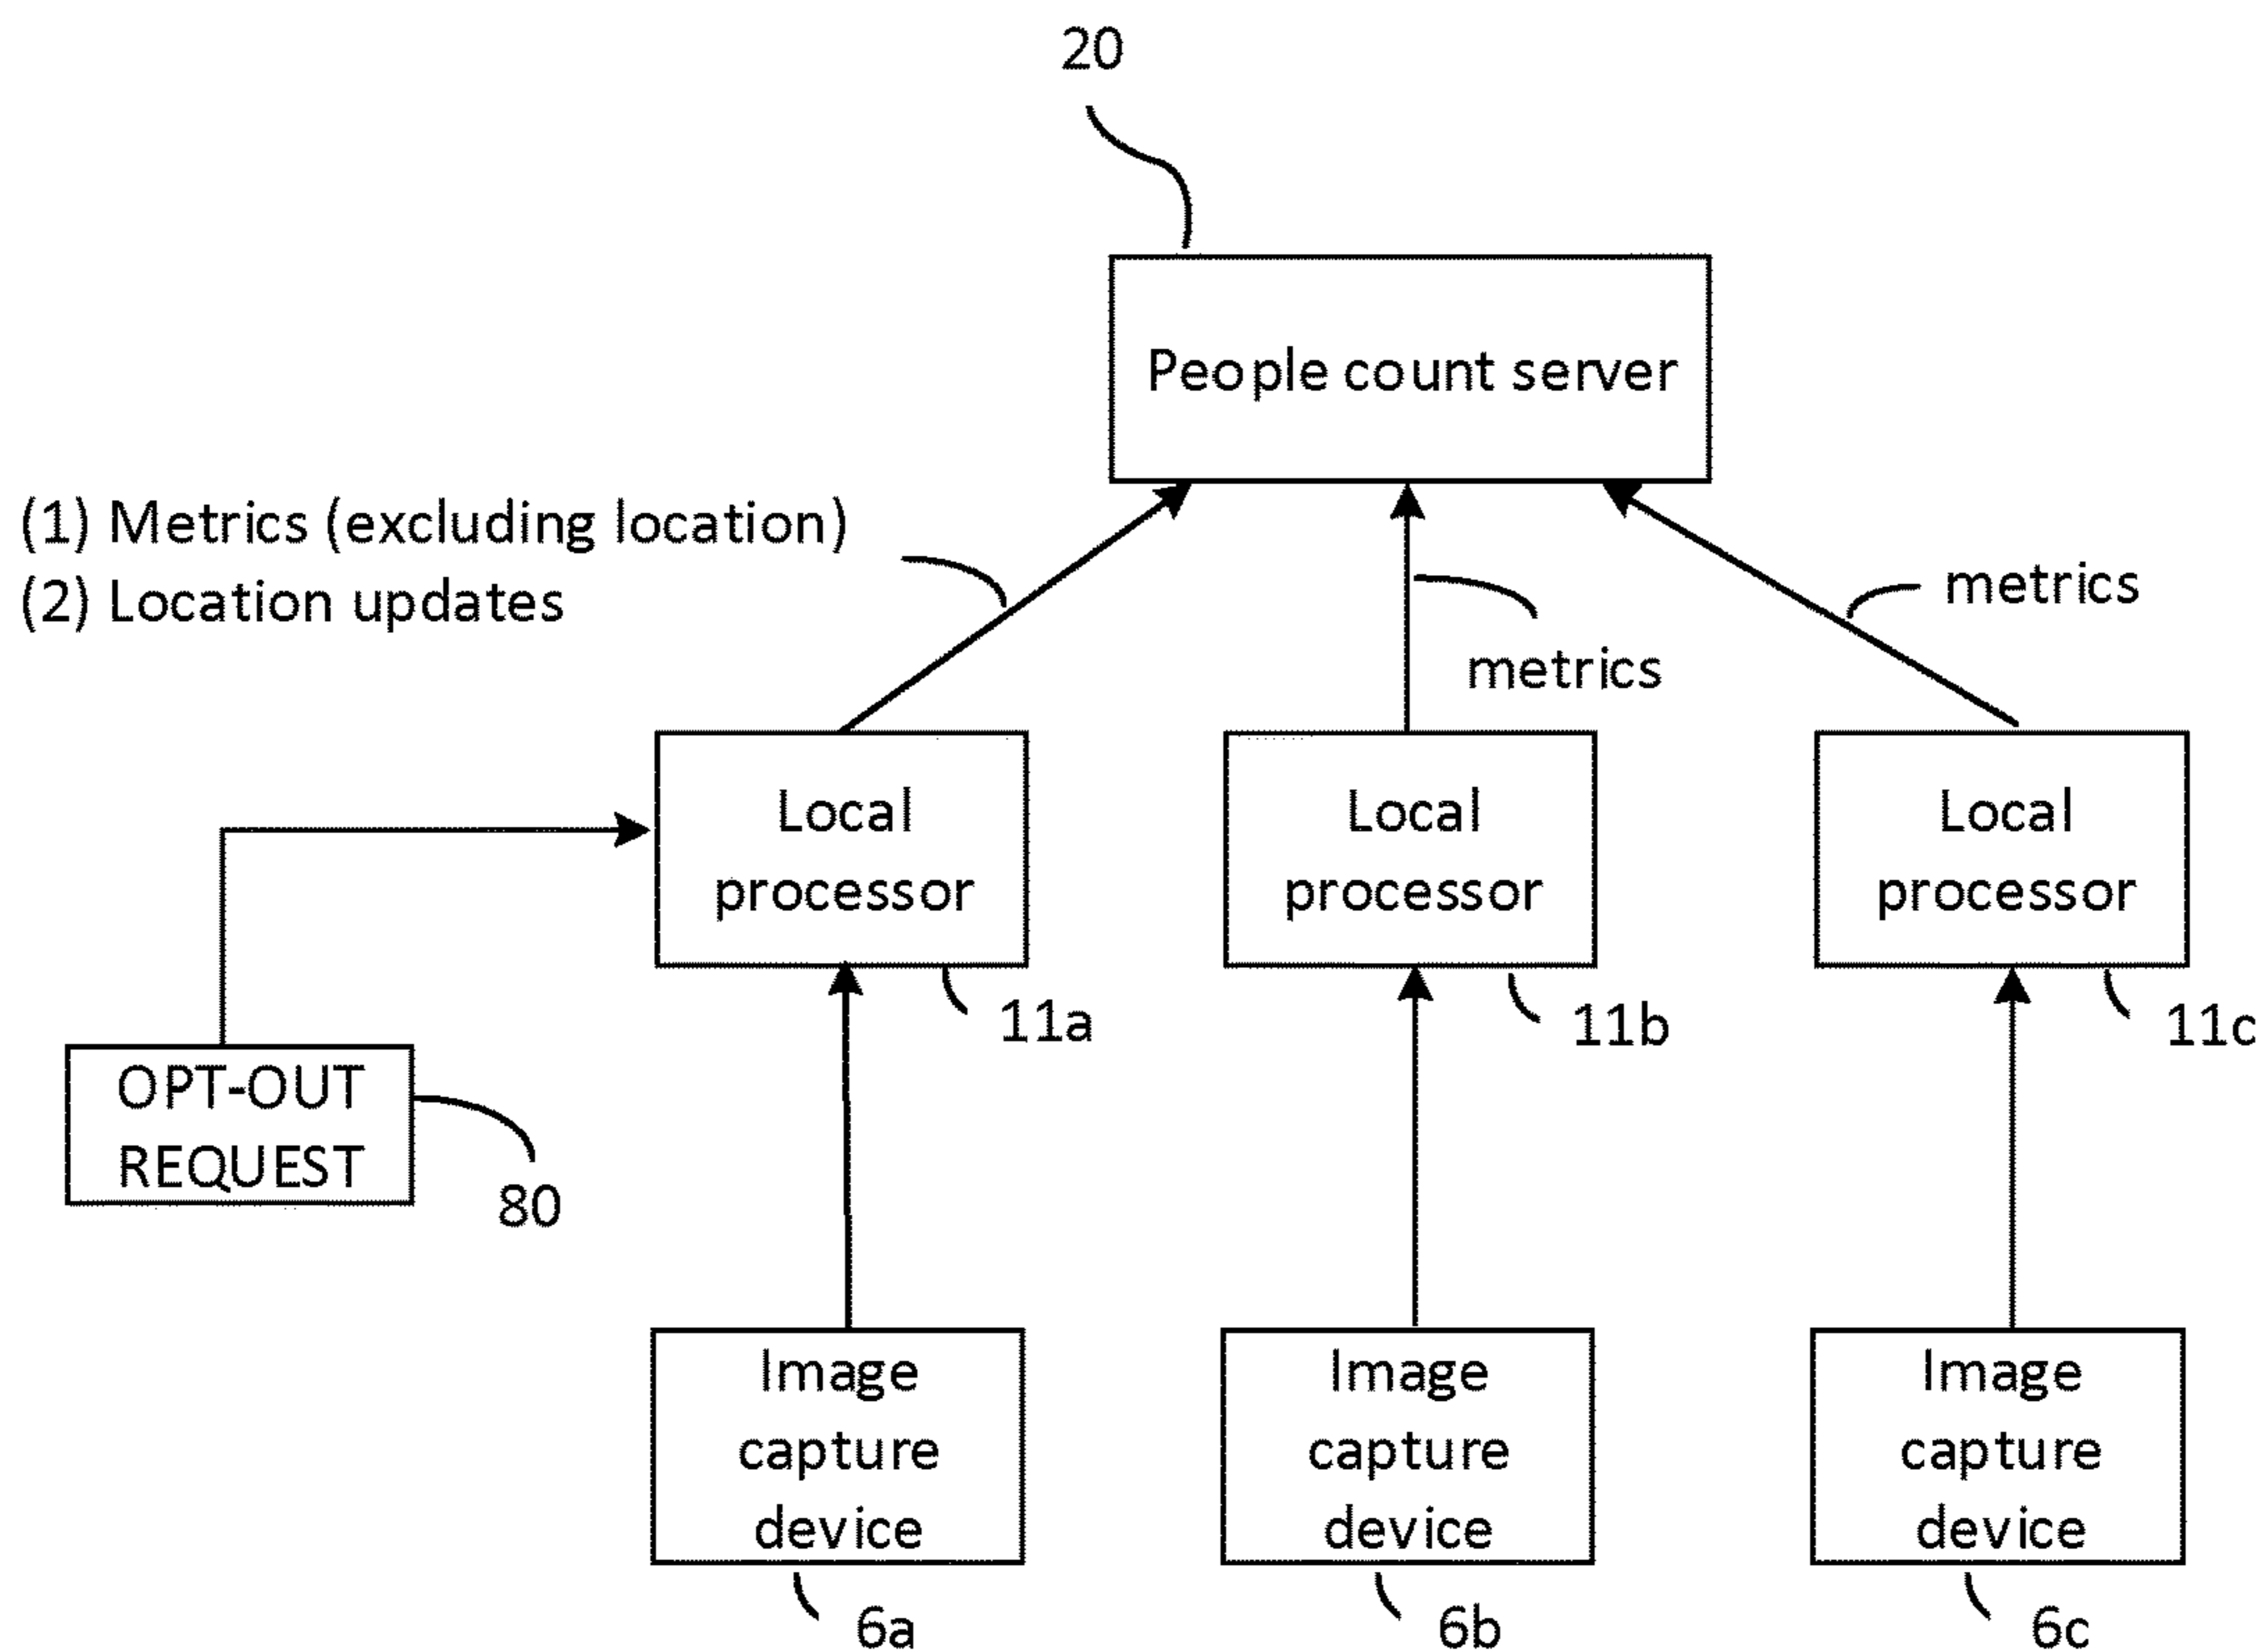 20
People count server
(1) Metrics (excluding location)
(2) Location updates
metrics
metrics
Local
processor
11a
Local
processor
11b
Local
processor
11c
OPT-OUT
REQUEST
80
Image
capture
device
6a
Image
capture
device
6b
Image
capture
device
6c